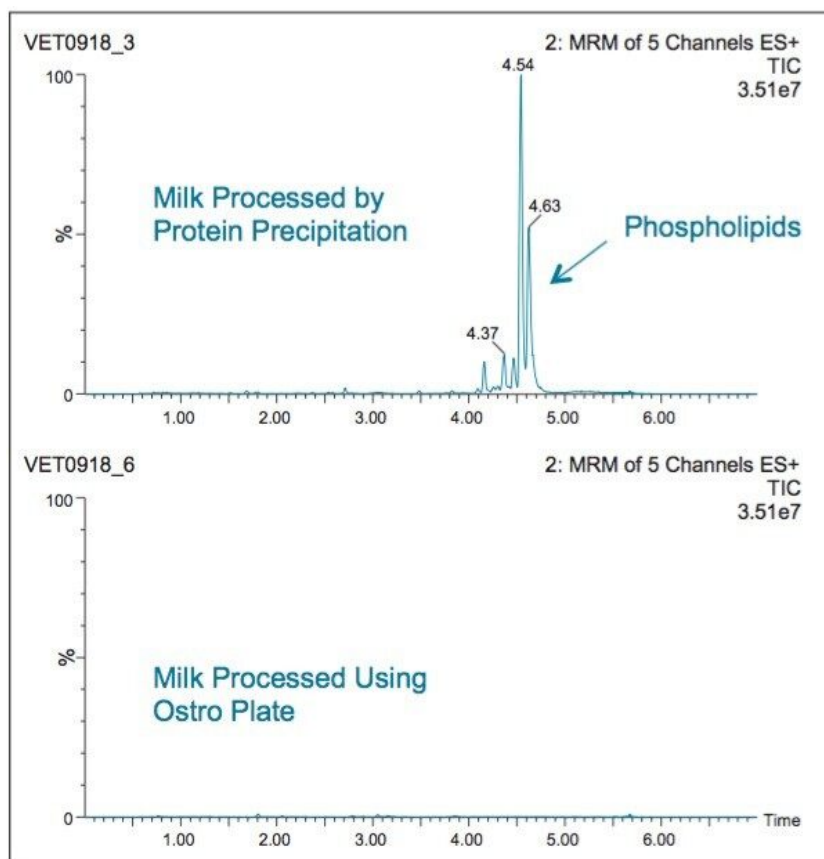 VET0918_3
2: MRM of 5 Channels ES+
TIC
3.51e7
100
4.54
Milk Processed by
Protein Precipitation
4.63
Phospholipids
%
4.37
0
1.00 2.00 3.00 4.00 5.00 6.00
VET0918_6
2: MRM of 5 Channels ES+
TIC
3.51e7
100
%
Milk Processed Using
Ostro Plate
0
Time
1.00 2.00 3.00 4.00 5.00 6.00